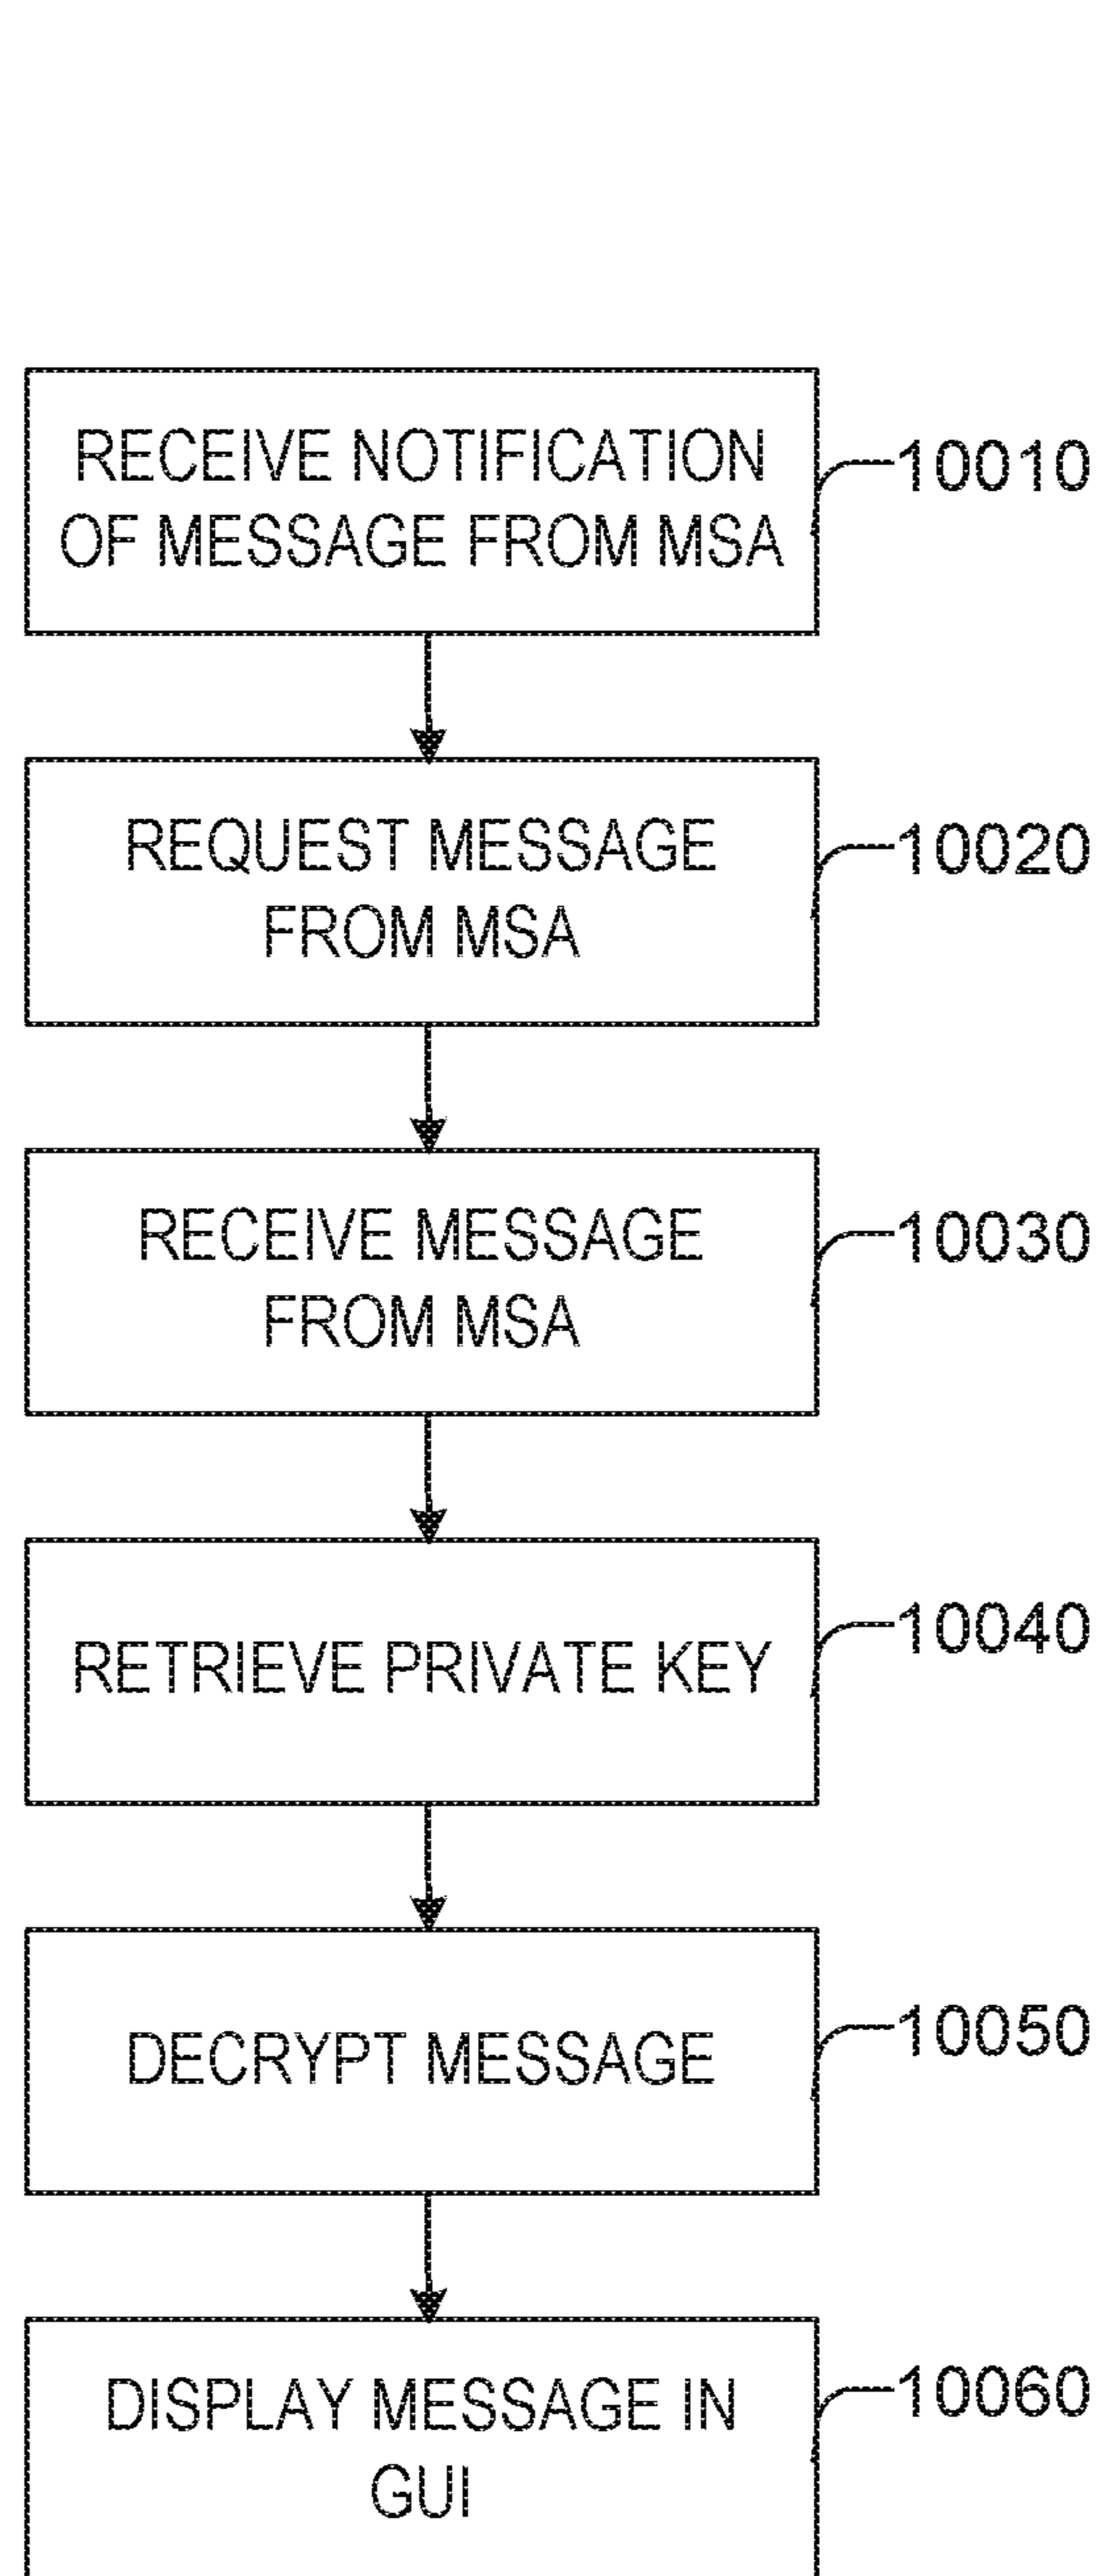 RECEIVE NOTIFICATION
OF MESSAGE FROM MSA
10010
REQUEST MESSAGE
FROM MSA
10020
RECEIVE MESSAGE
FROM MSA
10030
RETRIEVE PRIVATE KEY
10040
DECRYPT MESSAGE
10050
DISPLAY MESSAGE IN
GUI
10060